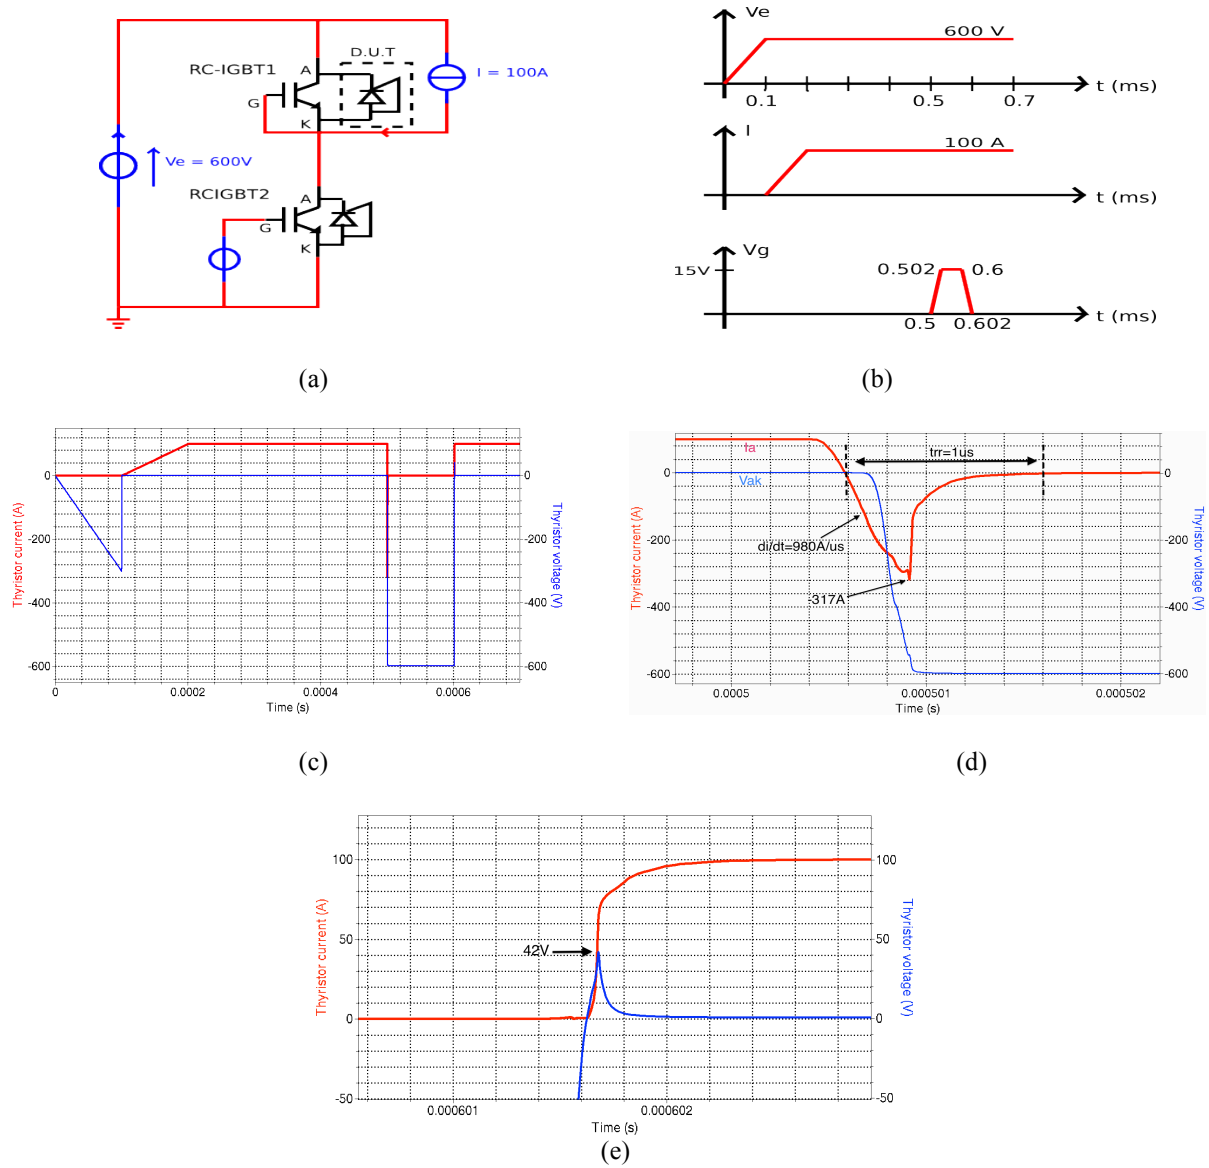 D.U.T
RC-IGBT1
A
G
K
I = 100A
Ve = 600V
RCIGBT2
A
G
K
(a)
Ve
600 V
0.1
0.5
0.7
t (ms)
I
100 A
t (ms)
Vg
15V
0.502
0.6
0.5
0.602
t (ms)
(b)
Thyristor current (A)
0
-200
-400
-600
0
-200
-400
-600
Thyristor voltage (V)
0
0.0002
0.0004
0.0006
Time (s)
(c)
Ia
trr=1us
Vak
di/dt=980A/us
-317A
Thyristor current (A)
0
-200
-400
-600
0
-200
-400
-600
Thyristor voltage (V)
0.0005
0.000501
0.000502
Time (s)
(d)
42V
Thyristor current (A)
100
50
0
-50
100
50
0
-50
Thyristor voltage (V)
0.000601
0.000602
Time (s)
(e)